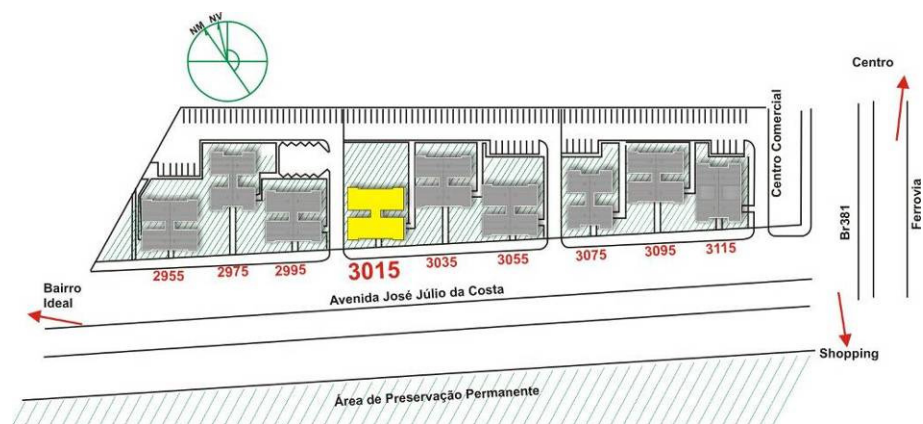 NM
NV
Centro
Centro Comercial
Br381
Ferrovia
2955
2975
2995
3015
3035
3055
3075
3095
3115
Bairro
Ideal
Avenida José Júlio da Costa
Shopping
Área de Preservação Permanente